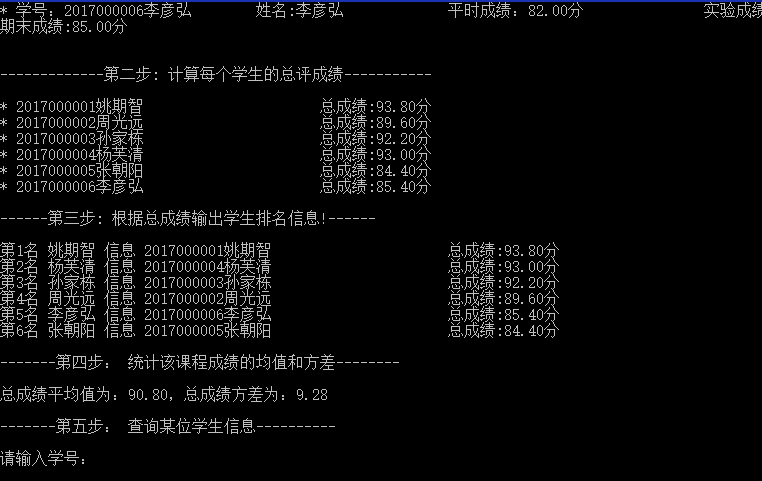 * 学号: 2017000006李彦弘 姓名:李彦弘 平时成绩: 82.00分 实验成绩
期末成绩:85.00分
-------------第二步: 计算每个学生的总评成绩-----------
* 2017000001姚期智 总成绩:93.80分
* 2017000002周光远 总成绩:89.60分
* 2017000003孙家栋 总成绩:92.20分
* 2017000004杨芙清 总成绩:93.00分
* 2017000005张朝阳 总成绩:84.40分
* 2017000006李彦弘 总成绩:85.40分
------第三步: 根据总成绩输出学生排名信息!------
第1名 姚期智 信息 2017000001姚期智 总成绩:93.80分
第2名 杨芙清 信息 2017000004杨芙清 总成绩:93.00分
第3名 孙家栋 信息 2017000003孙家栋 总成绩:92.20分
第4名 周光远 信息 2017000002周光远 总成绩:89.60分
第5名 李彦弘 信息 2017000006李彦弘 总成绩:85.40分
第6名 张朝阳 信息 2017000005张朝阳 总成绩:84.40分
-------第四步: 统计该课程成绩的均值和方差--------
总成绩平均值为: 90.80, 总成绩方差为: 9.28
-------第五步: 查询某位学生信息----------
请输入学号: